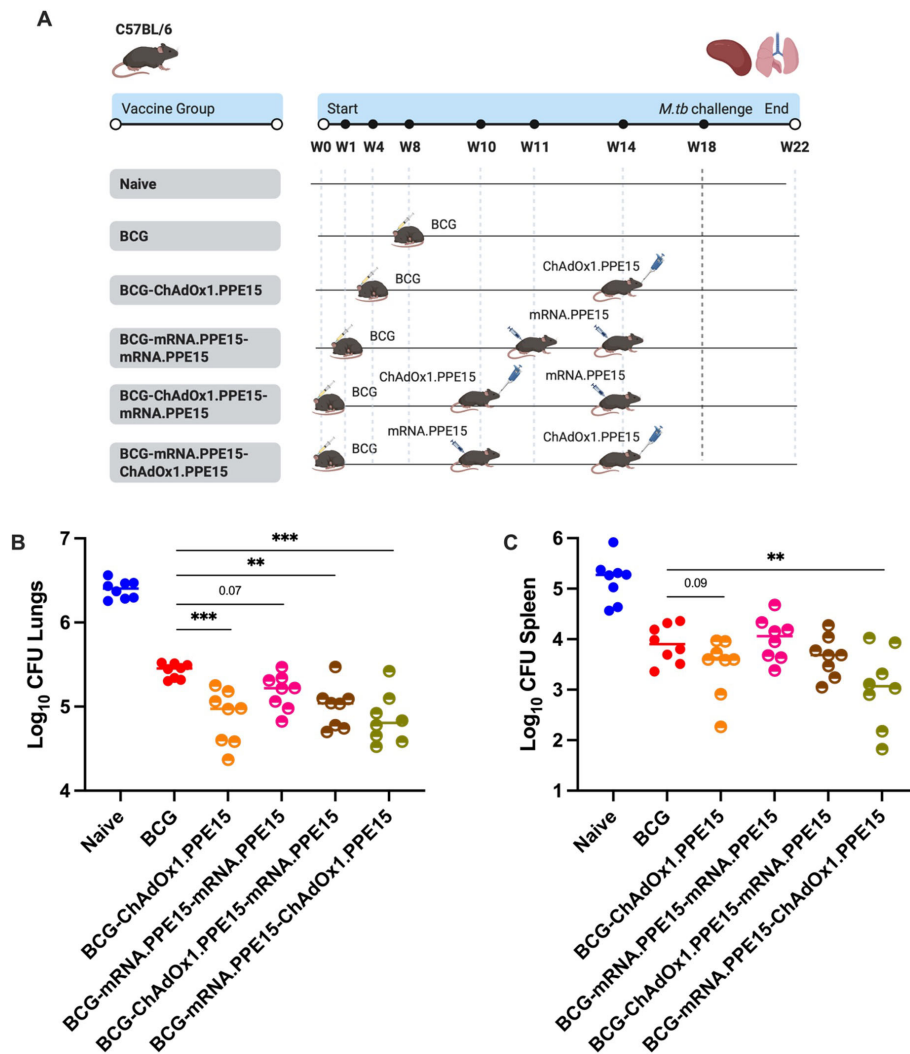 A
C57BL/6
Vaccine Group
Start
M.tb challenge
End
W0 W1 W4 W8 W10 W11 W14 W18 W22
Naive
BCG
BCG
BCG-ChAdOx1.PPE15
BCG
ChAdOx1.PPE15
BCG-mRNA.PPE15-
mRNA.PPE15
BCG
mRNA.PPE15
BCG-ChAdOx1.PPE15-
mRNA.PPE15
BCG
ChAdOx1.PPE15
mRNA.PPE15
BCG-mRNA.PPE15-
ChAdOx1.PPE15
BCG
mRNA.PPE15
ChAdOx1.PPE15
B
Log10 CFU Lungs
7
6
5
4
***
**
0.07
***
Naive
BCG
BCG-ChAdOx1.PPE15
BCG-mRNA.PPE15-mRNA.PPE15
BCG-ChAdOx1.PPE15-mRNA.PPE15
BCG-mRNA.PPE15-ChAdOx1.PPE15
C
Log10 CFU Spleen
6
5
4
3
2
1
**
0.09
Naive
BCG
BCG-ChAdOx1.PPE15
BCG-mRNA.PPE15-mRNA.PPE15
BCG-ChAdOx1.PPE15-mRNA.PPE15
BCG-mRNA.PPE15-ChAdOx1.PPE15